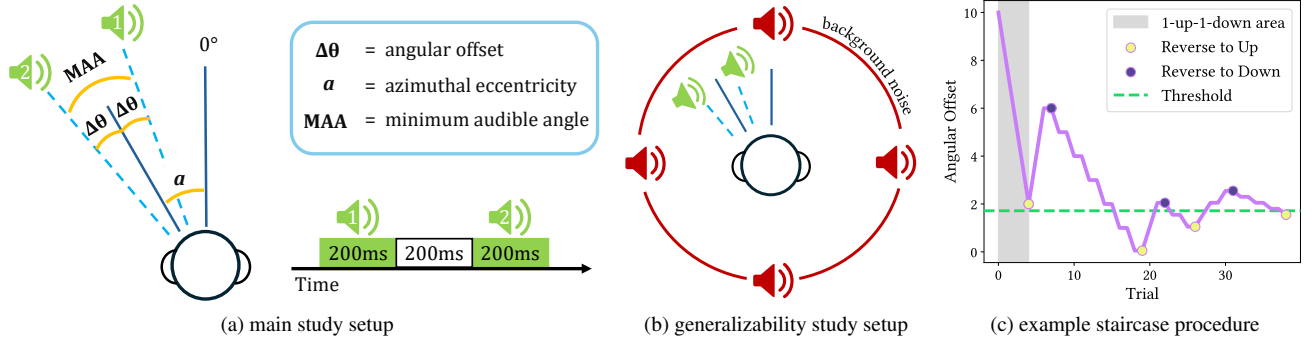 1
2
MAA
0°
Δθ
Δθ
a
Δθ = angular offset
a = azimuthal eccentricity
MAA = minimum audible angle
1
2
200ms 200ms 200ms
Time
(a) main study setup
background noise
(b) generalizability study setup
10
8
6
4
2
0
Angular Offset
1-up-1-down area
Reverse to Up
Reverse to Down
Threshold
0 10 20 30
Trial
(c) example staircase procedure